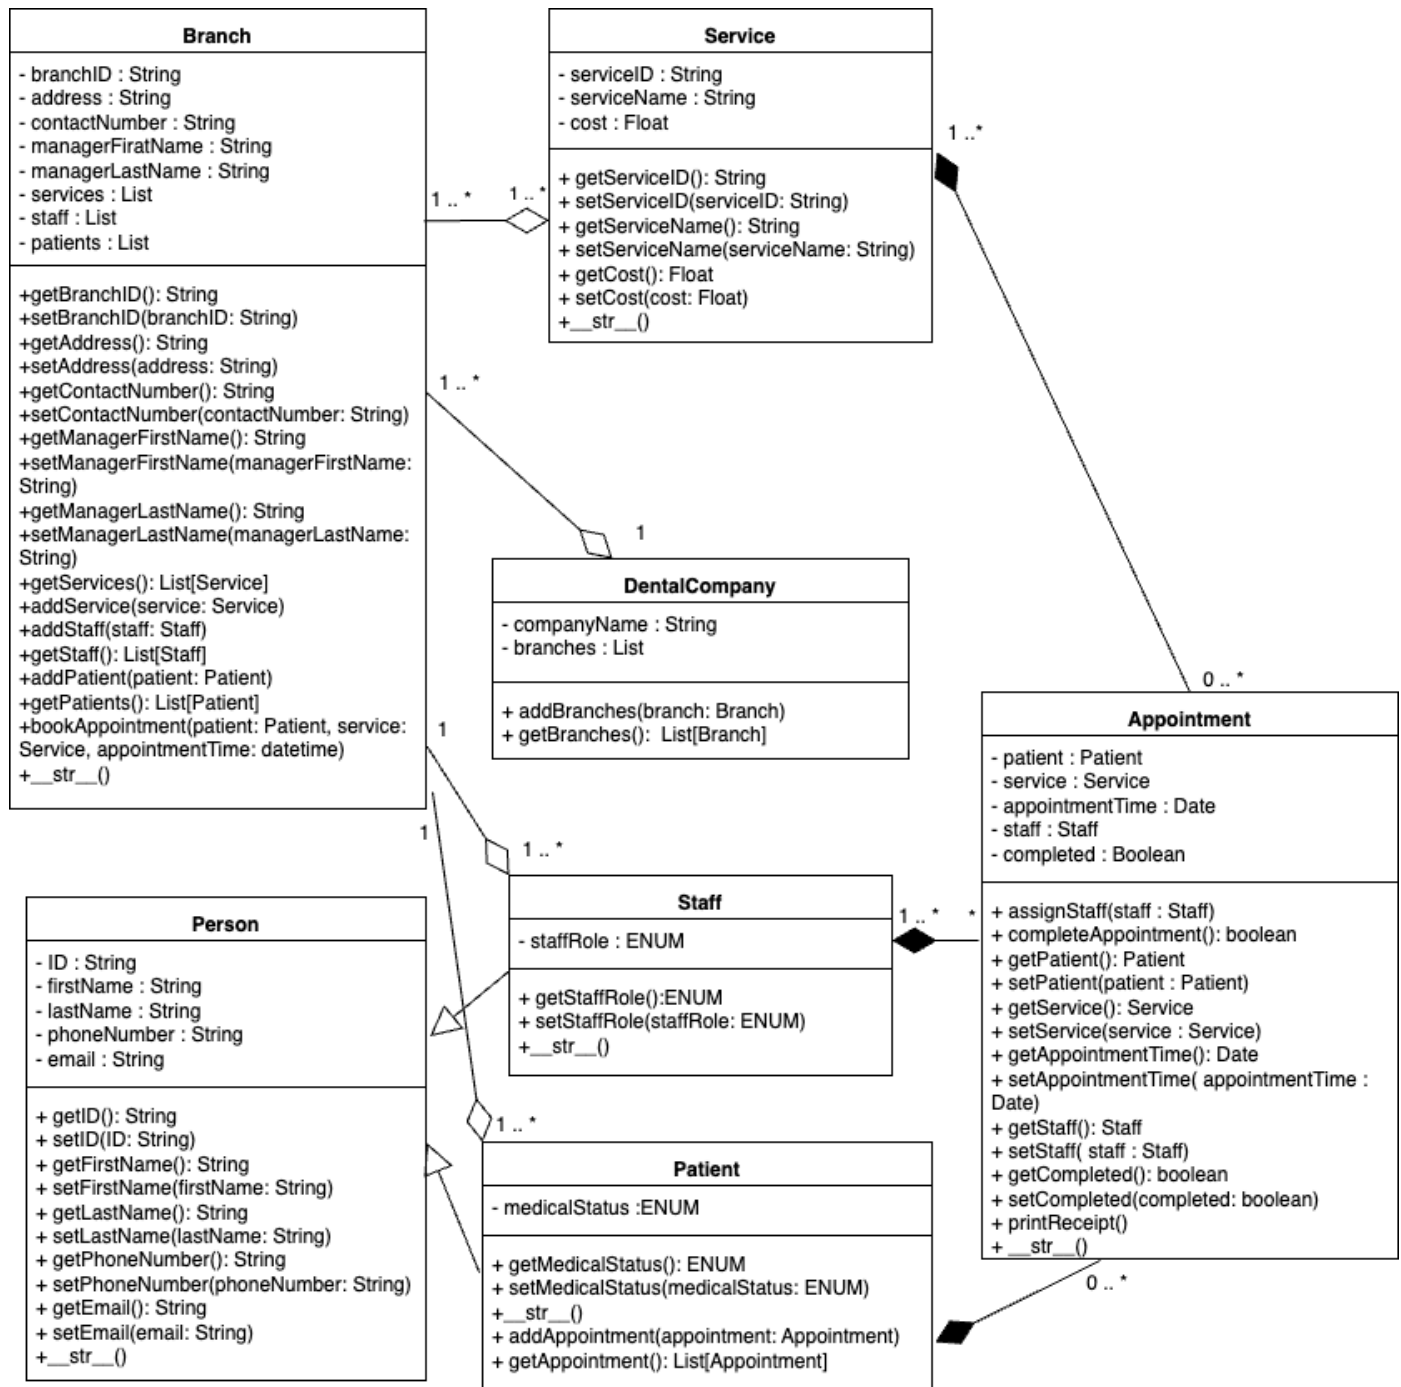 Branch
- branchID : String
- address : String
- contactNumber : String
- managerFiratName : String
- managerLastName : String
- services : List
- staff : List
- patients : List
+getBranchID(): String
+setBranchID(branchID: String)
+getAddress(): String
+setAddress(address: String)
+getContactNumber(): String
+setContactNumber(contactNumber: String)
+getManagerFirstName(): String
+setManagerFirstName(managerFirstName:
String)
+getManagerLastName(): String
+setManagerLastName(managerLastName:
String)
+getServices(): List[Service]
+addService(service: Service)
+addStaff(staff: Staff)
+getStaff(): List[Staff]
+addPatient(patient: Patient)
+getPatients(): List[Patient]
+bookAppointment(patient: Patient, service:
Service, appointmentTime: datetime)
+__str__()
1 .. *
1 .. *
Service
- serviceID : String
- serviceName : String
- cost : Float
+ getServiceID(): String
+ setServiceID(serviceID: String)
+ getServiceName(): String
+ setServiceName(serviceName: String)
+ getCost(): Float
+ setCost(cost: Float)
+__str__()
1 ..*
0 .. *
1 .. *
1
DentalCompany
- companyName : String
- branches : List
+ addBranches(branch: Branch)
+ getBranches():  List[Branch]
1
1 .. *
Staff
- staffRole : ENUM
+ getStaffRole():ENUM
+ setStaffRole(staffRole: ENUM)
+__str__()
1 .. *
*
Appointment
- patient : Patient
- service : Service
- appointmentTime : Date
- staff : Staff
- completed : Boolean
+ assignStaff(staff : Staff)
+ completeAppointment(): boolean
+ getPatient(): Patient
+ setPatient(patient : Patient)
+ getService(): Service
+ setService(service : Service)
+ getAppointmentTime(): Date
+ setAppointmentTime( appointmentTime :
Date)
+ getStaff(): Staff
+ setStaff( staff : Staff)
+ getCompleted(): boolean
+ setCompleted(completed: boolean)
+ printReceipt()
+ __str__()
0 .. *
1
1 .. *
Person
- ID : String
- firstName : String
- lastName : String
- phoneNumber : String
- email : String
+ getID(): String
+ setID(ID: String)
+ getFirstName(): String
+ setFirstName(firstName: String)
+ getLastName(): String
+ setLastName(lastName: String)
+ getPhoneNumber(): String
+ setPhoneNumber(phoneNumber: String)
+ getEmail(): String
+ setEmail(email: String)
+__str__()
Patient
- medicalStatus :ENUM
+ getMedicalStatus(): ENUM
+ setMedicalStatus(medicalStatus: ENUM)
+__str__()
+ addAppointment(appointment: Appointment)
+ getAppointment(): List[Appointment]